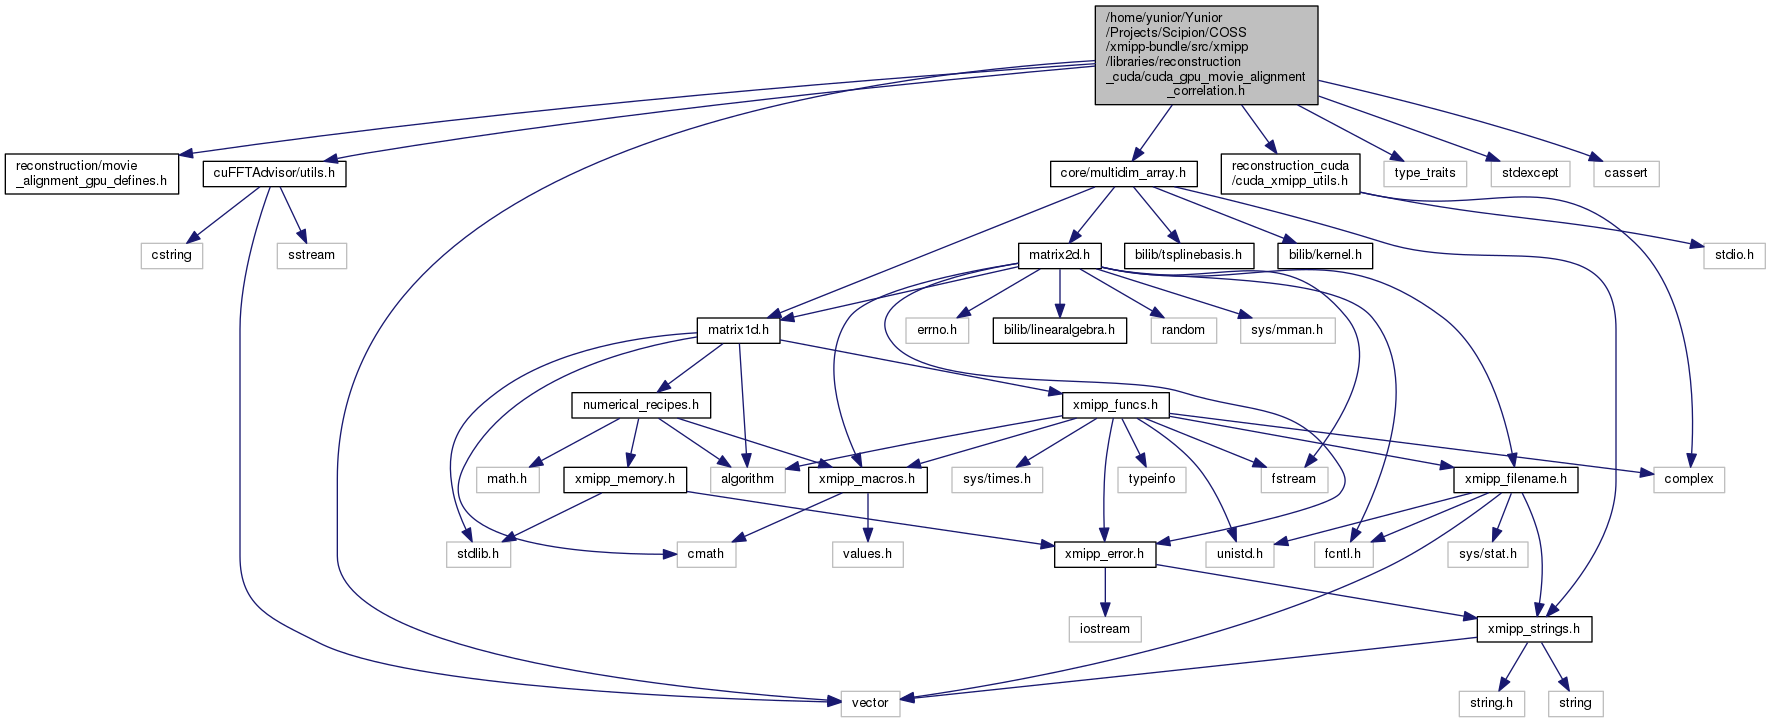 /home/yunior/Yunior
/Projects/Scipion/COSS
/xmipp-bundle/src/xmipp
/libraries/reconstruction
_cuda/cuda_gpu_movie_alignment
_correlation.h
reconstruction/movie
_alignment_gpu_defines.h
cuFFTAdvisor/utils.h
core/multidim_array.h
reconstruction_cuda
/cuda_xmipp_utils.h
type_traits
stdexcept
cassert
cstring
sstream
matrix2d.h
bilib/tsplinebasis.h
bilib/kernel.h
stdio.h
matrix1d.h
errno.h
bilib/linearalgebra.h
random
sys/mman.h
numerical_recipes.h
xmipp_funcs.h
math.h
xmipp_memory.h
algorithm
xmipp_macros.h
sys/times.h
typeinfo
fstream
xmipp_filename.h
complex
stdlib.h
cmath
values.h
xmipp_error.h
unistd.h
fcntl.h
sys/stat.h
iostream
xmipp_strings.h
vector
string.h
string